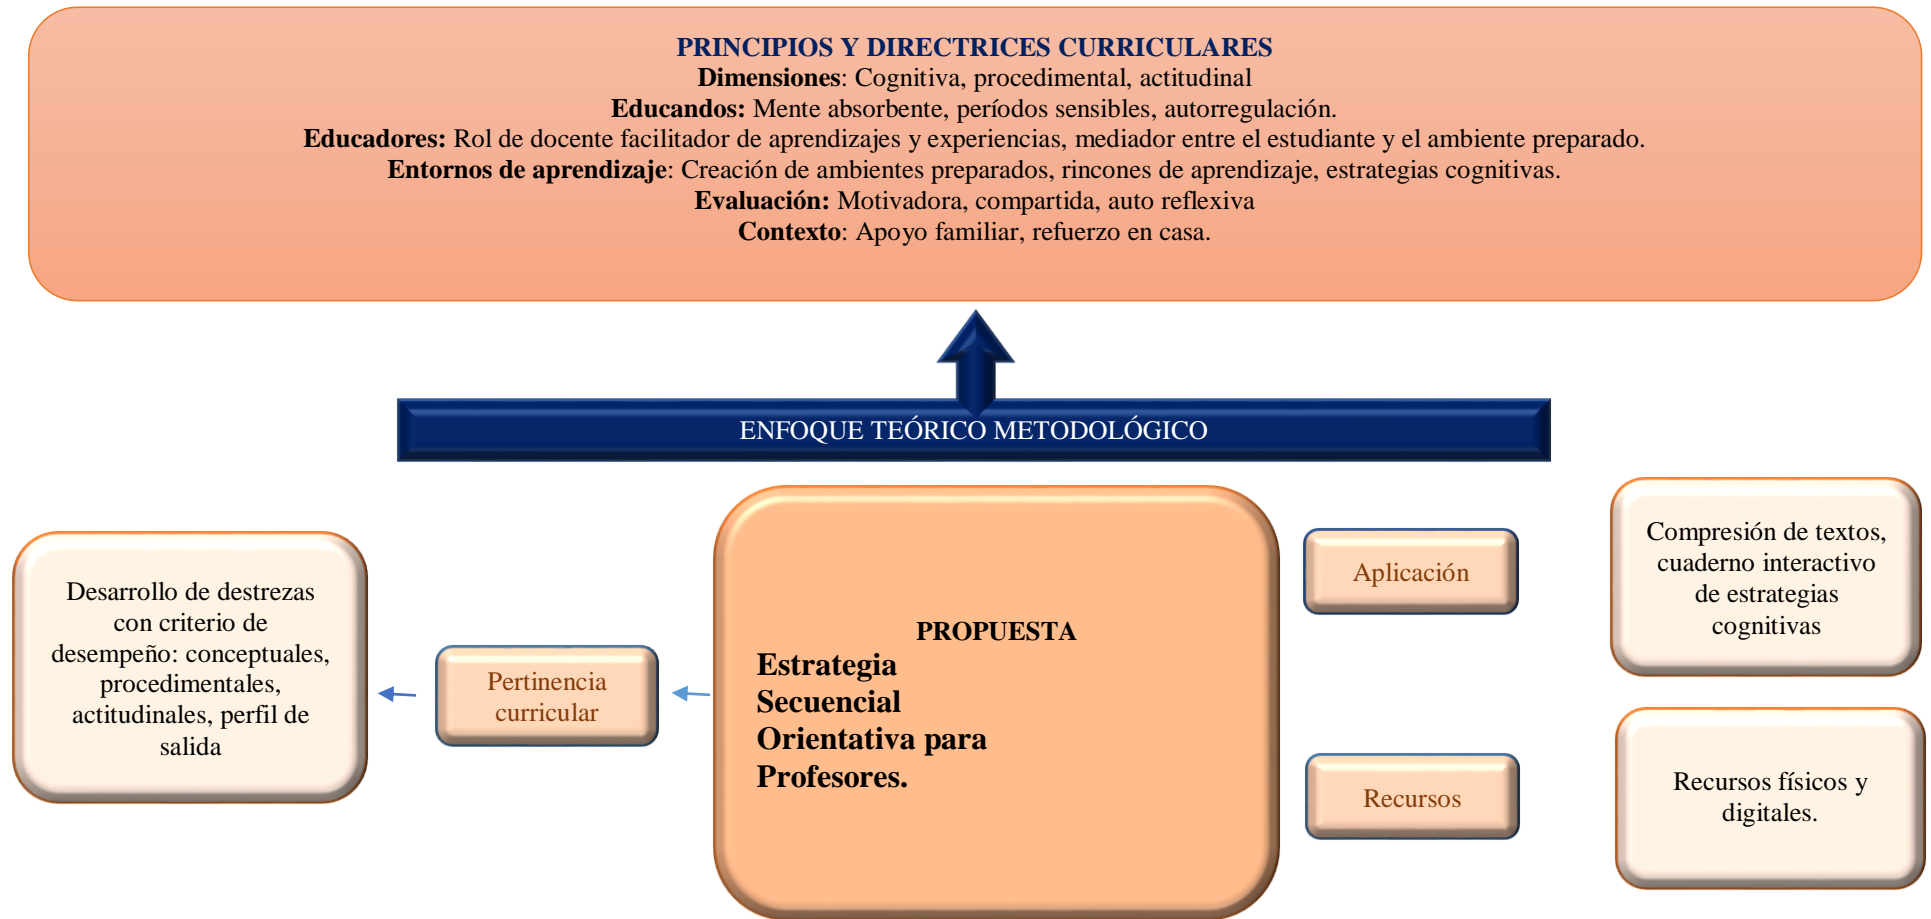 PRINCIPIOS Y DIRECTRICES CURRICULARES
Dimensiones: Cognitiva, procedimental, actitudinal
Educandos: Mente absorbente, períodos sensibles, autorregulación.
Educadores: Rol de docente facilitador de aprendizajes y experiencias, mediador entre el estudiante y el ambiente preparado.
Entornos de aprendizaje: Creación de ambientes preparados, rincones de aprendizaje, estrategias cognitivas.
Evaluación: Motivadora, compartida, auto reflexiva
Contexto: Apoyo familiar, refuerzo en casa.
ENFOQUE TEÓRICO METODOLÓGICO
Desarrollo de destrezas
con criterio de
desempeño: conceptuales,
procedimentales,
actitudinales, perfil de
salida
Pertinencia
curricular
PROPUESTA
Estrategia
Secuencial
Orientativa para
Profesores.
Aplicación
Compresión de textos,
cuaderno interactivo
de estrategias
cognitivas
Recursos
Recursos físicos y
digitales.